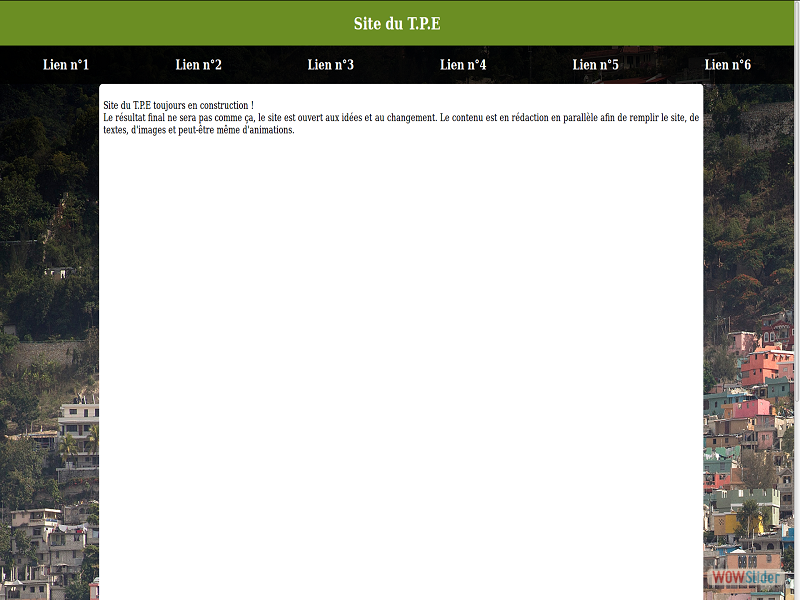 Site du T.P.E
Lien n°1 Lien n°2 Lien n°3 Lien n°4 Lien n°5 Lien n°6
Site du T.P.E toujours en construction !
Le résultat final ne sera pas comme ça, le site est ouvert aux idées et au changement. Le contenu est en rédaction en parallèle afin de remplir le site, de
textes, d'images et peut-être même d'animations.
WOWSlider